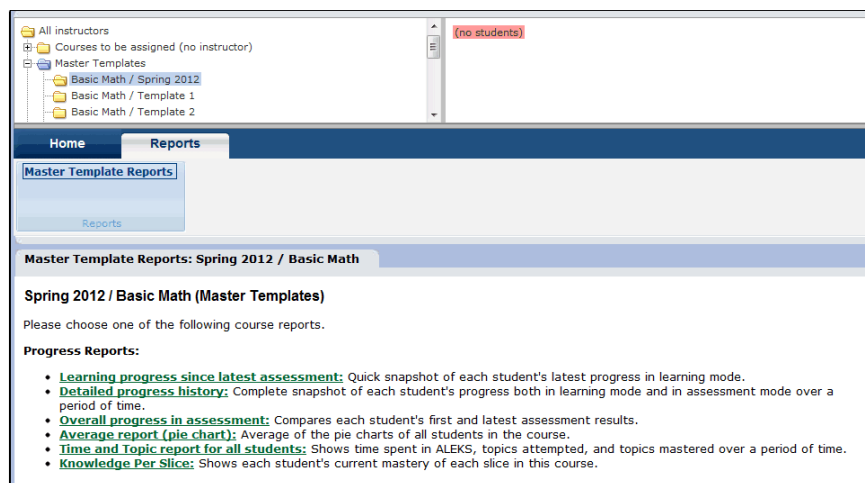 All instructors
Courses to be assigned (no instructor)
Master Templates
Basic Math / Spring 2012
Basic Math / Template 1
Basic Math / Template 2
(no students)
Home Reports
Master Template Reports
Reports
Master Template Reports: Spring 2012 / Basic Math
Spring 2012 / Basic Math (Master Templates)
Please choose one of the following course reports.
Progress Reports:
• Learning progress since latest assessment: Quick snapshot of each student's latest progress in learning mode.
• Detailed progress history: Complete snapshot of each student's progress both in learning mode and in assessment mode over a
period of time.
• Overall progress in assessment: Compares each student's first and latest assessment results.
• Average report (pie chart): Average of the pie charts of all students in the course.
• Time and Topic report for all students: Shows time spent in ALEKS, topics attempted, and topics mastered over a period of time.
• Knowledge Per Slice: Shows each student's current mastery of each slice in this course.